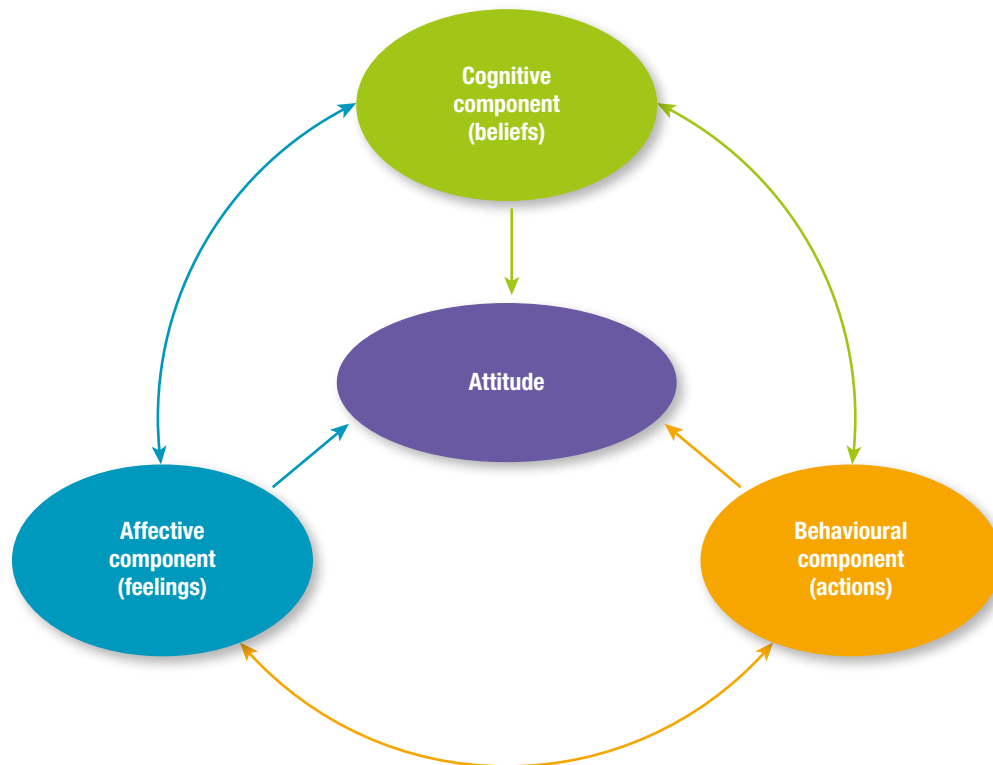 Cognitive
component
(beliefs)
Attitude
Affective
component
(feelings)
Behavioural
component
(actions)